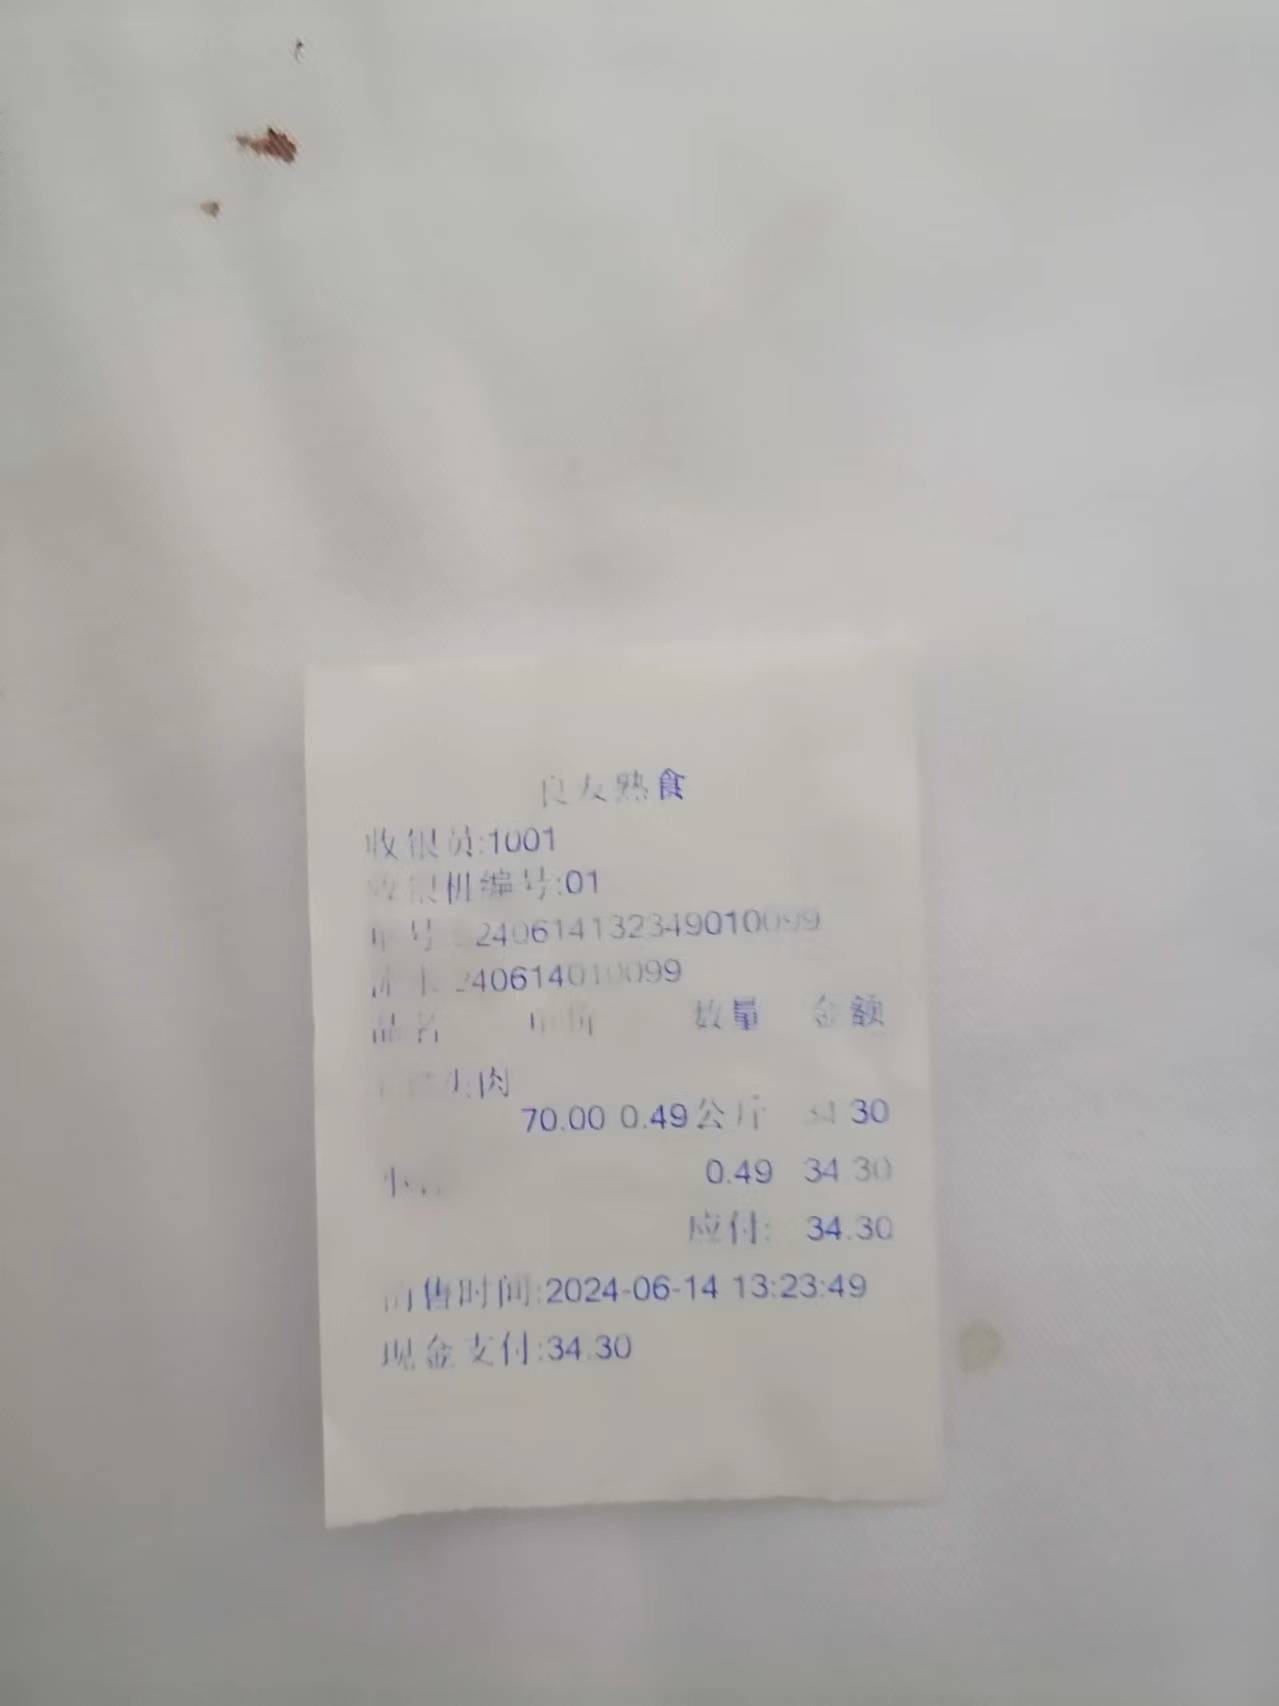 良友熟食
收银员:1001
收银机编号:01
单号 240614132349010099
流水 240614010099
品名 单价 数量 金额
头肉
70.00 0.49公斤 34.30
小 0.49 34.30
应付: 34.30
销售时间:2024-06-14 13:23:49
现金支付:34.30